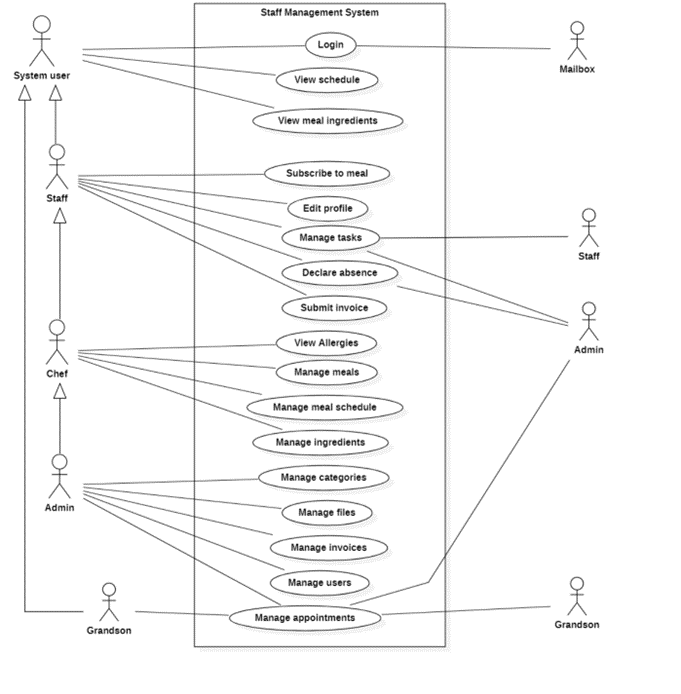 Staff Management System
Login
System user
Mailbox
View schedule
View meal ingredients
Subscribe to meal
Staff
Edit profile
Manage tasks
Staff
Declare absence
Submit invoice
View Allergies
Admin
Chef
Manage meals
Manage meal schedule
Manage ingredients
Manage categories
Admin
Manage files
Manage invoices
Manage users
Manage appointments
Grandson
Grandson